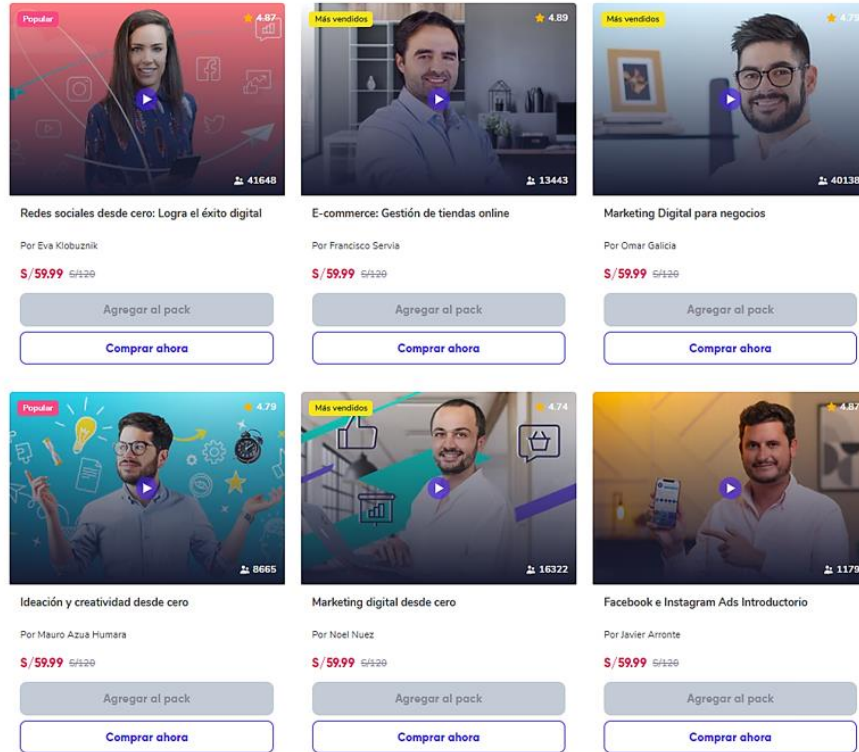 Popular
4.87
Más vendidos
4.89
Más vendidos
4.79
41648
13443
40138
Redes sociales desde cero: Logra el éxito digital
E-commerce: Gestión de tiendas online
Marketing Digital para negocios
Por Eva Klobuznik
Por Francisco Servia
Por Omar Galicia
S/59.99 S/120
S/59.99 S/120
S/59.99 S/120
Agregar al pack
Agregar al pack
Agregar al pack
Comprar ahora
Comprar ahora
Comprar ahora
Popular
4.79
Más vendidos
4.74
4.87
8665
16322
1179
Ideación y creatividad desde cero
Marketing digital desde cero
Facebook e Instagram Ads Introductorio
Por Mauro Azua Humara
Por Noel Nuez
Por Javier Arronte
S/59.99 S/120
S/59.99 S/120
S/59.99 S/120
Agregar al pack
Agregar al pack
Agregar al pack
Comprar ahora
Comprar ahora
Comprar ahora